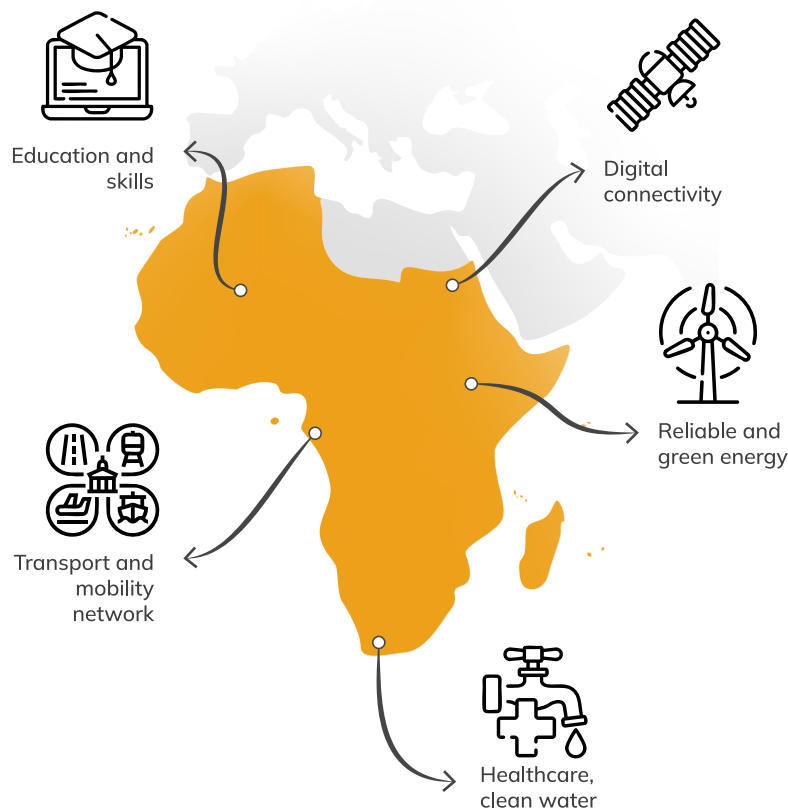 Education and
skills
Digital
connectivity
Reliable and
green energy
Transport and
mobility
network
Healthcare,
clean water